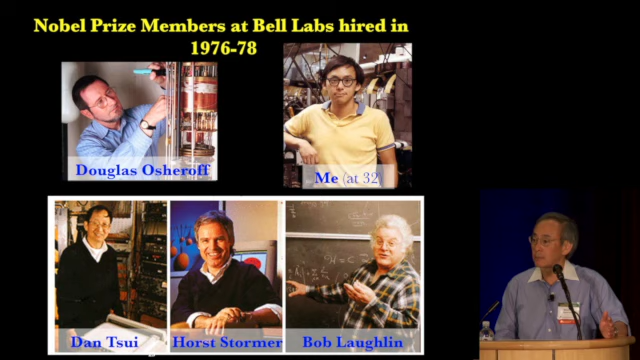 Nobel Prize Members at Bell Labs hired in
1976-78
Douglas Osheroff
Me (at 32)
Dan Tsui
Horst Stormer
Bob Laughlin